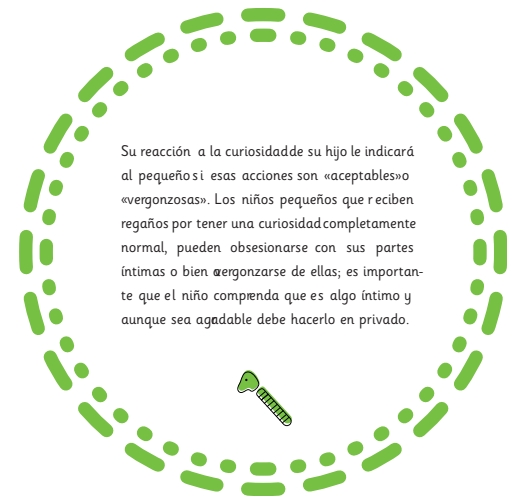 Su reacción a la curiosidad de su hijo le indicará
al pequeño si esas acciones son «aceptables» o
«vergonzosas». Los niños pequeños que reciben
regaños por tener una curiosidad completamente
normal, pueden obsesionarse con sus partes
íntimas o bien avergonzarse de ellas; es importan-
te que el niño comprenda que es algo íntimo y
aunque sea agradable debe hacerlo en privado.